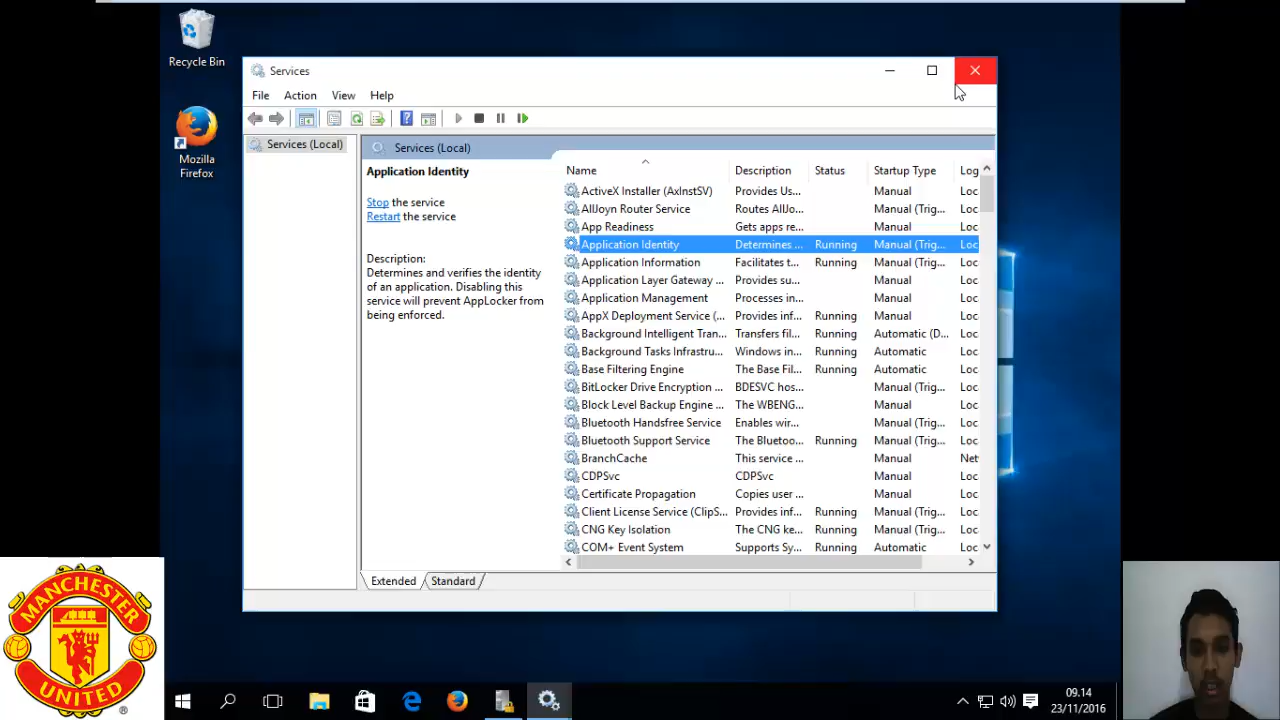 Recycle Bin
Mozilla
Firefox
Services
File Action View Help
Services (Local)
Services (Local)
Application Identity
Stop the service
Restart the service
Description:
Determines and verifies the identity
of an application. Disabling this
service will prevent AppLocker from
being enforced.
Name Description Status Startup Type Log
ActiveX Installer (AxInstSV) Provides Us... Manual Loc
AllJoyn Router Service Routes AllJo... Manual (Trig... Loc
App Readiness Gets apps re... Manual Loc
Application Identity Determines ... Running Manual (Trig... Loc
Application Information Facilitates t... Running Manual (Trig... Loc
Application Layer Gateway ... Provides su... Manual Loc
Application Management Processes in... Manual Loc
AppX Deployment Service (... Provides inf... Running Manual Loc
Background Intelligent Tran... Transfers fil... Running Automatic (D... Loc
Background Tasks Infrastru... Windows in... Running Automatic Loc
Base Filtering Engine The Base Fil... Running Automatic Loc
BitLocker Drive Encryption ... BDESVC hos... Manual (Trig... Loc
Block Level Backup Engine ... The WBENG... Manual Loc
Bluetooth Handsfree Service Enables wir... Manual (Trig... Loc
Bluetooth Support Service The Bluetoo... Running Manual (Trig... Loc
BranchCache This service ... Manual Net
CDPSvc CDPSvc Manual Loc
Certificate Propagation Copies user ... Manual Loc
Client License Service (ClipS... Provides inf... Running Manual (Trig... Loc
CNG Key Isolation The CNG ke... Running Manual (Trig... Loc
COM+ Event System Supports Sy... Running Automatic Loc
Extended Standard
MANCHESTER
UNITED
®
09.14
23/11/2016